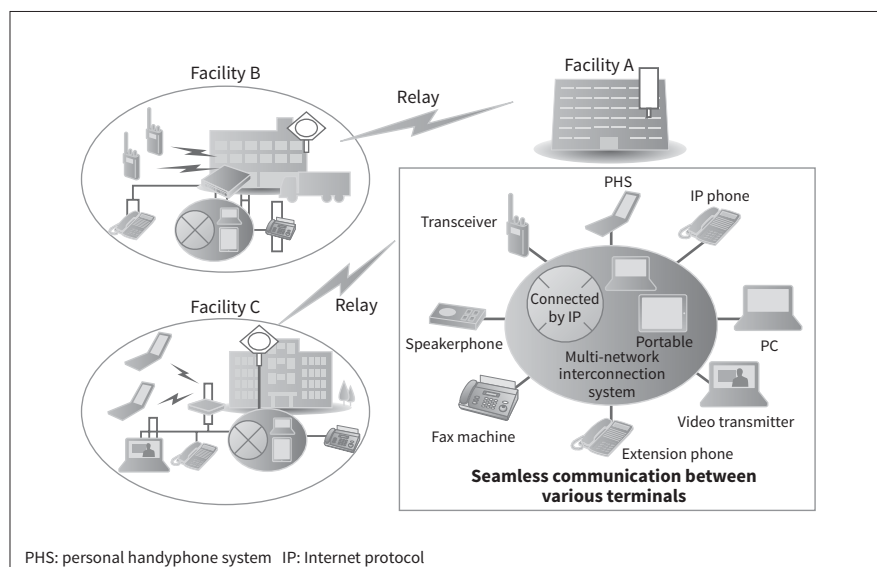 Facility B
Facility A
Relay
PHS
IP phone
Transceiver
Relay
Facility C
Connected
by IP
Speakerphone
Portable
PC
Multi-network
interconnection
system
Video transmitter
Fax machine
Extension phone
Seamless communication between
various terminals
PHS: personal handyphone system IP: Internet protocol